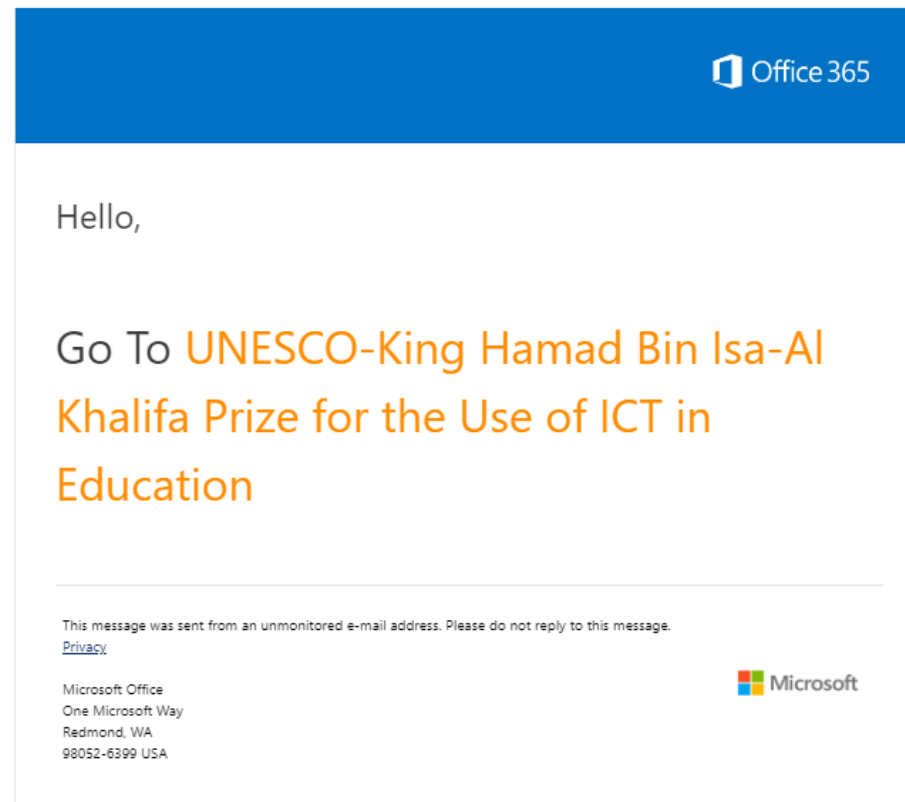 Office 365
Hello,
Go To UNESCO-King Hamad Bin Isa-Al
Khalifa Prize for the Use of ICT in
Education
This message was sent from an unmonitored e-mail address. Please do not reply to this message.
Privacy
Microsoft Office
One Microsoft Way
Redmond, WA
98052-6399 USA
Microsoft